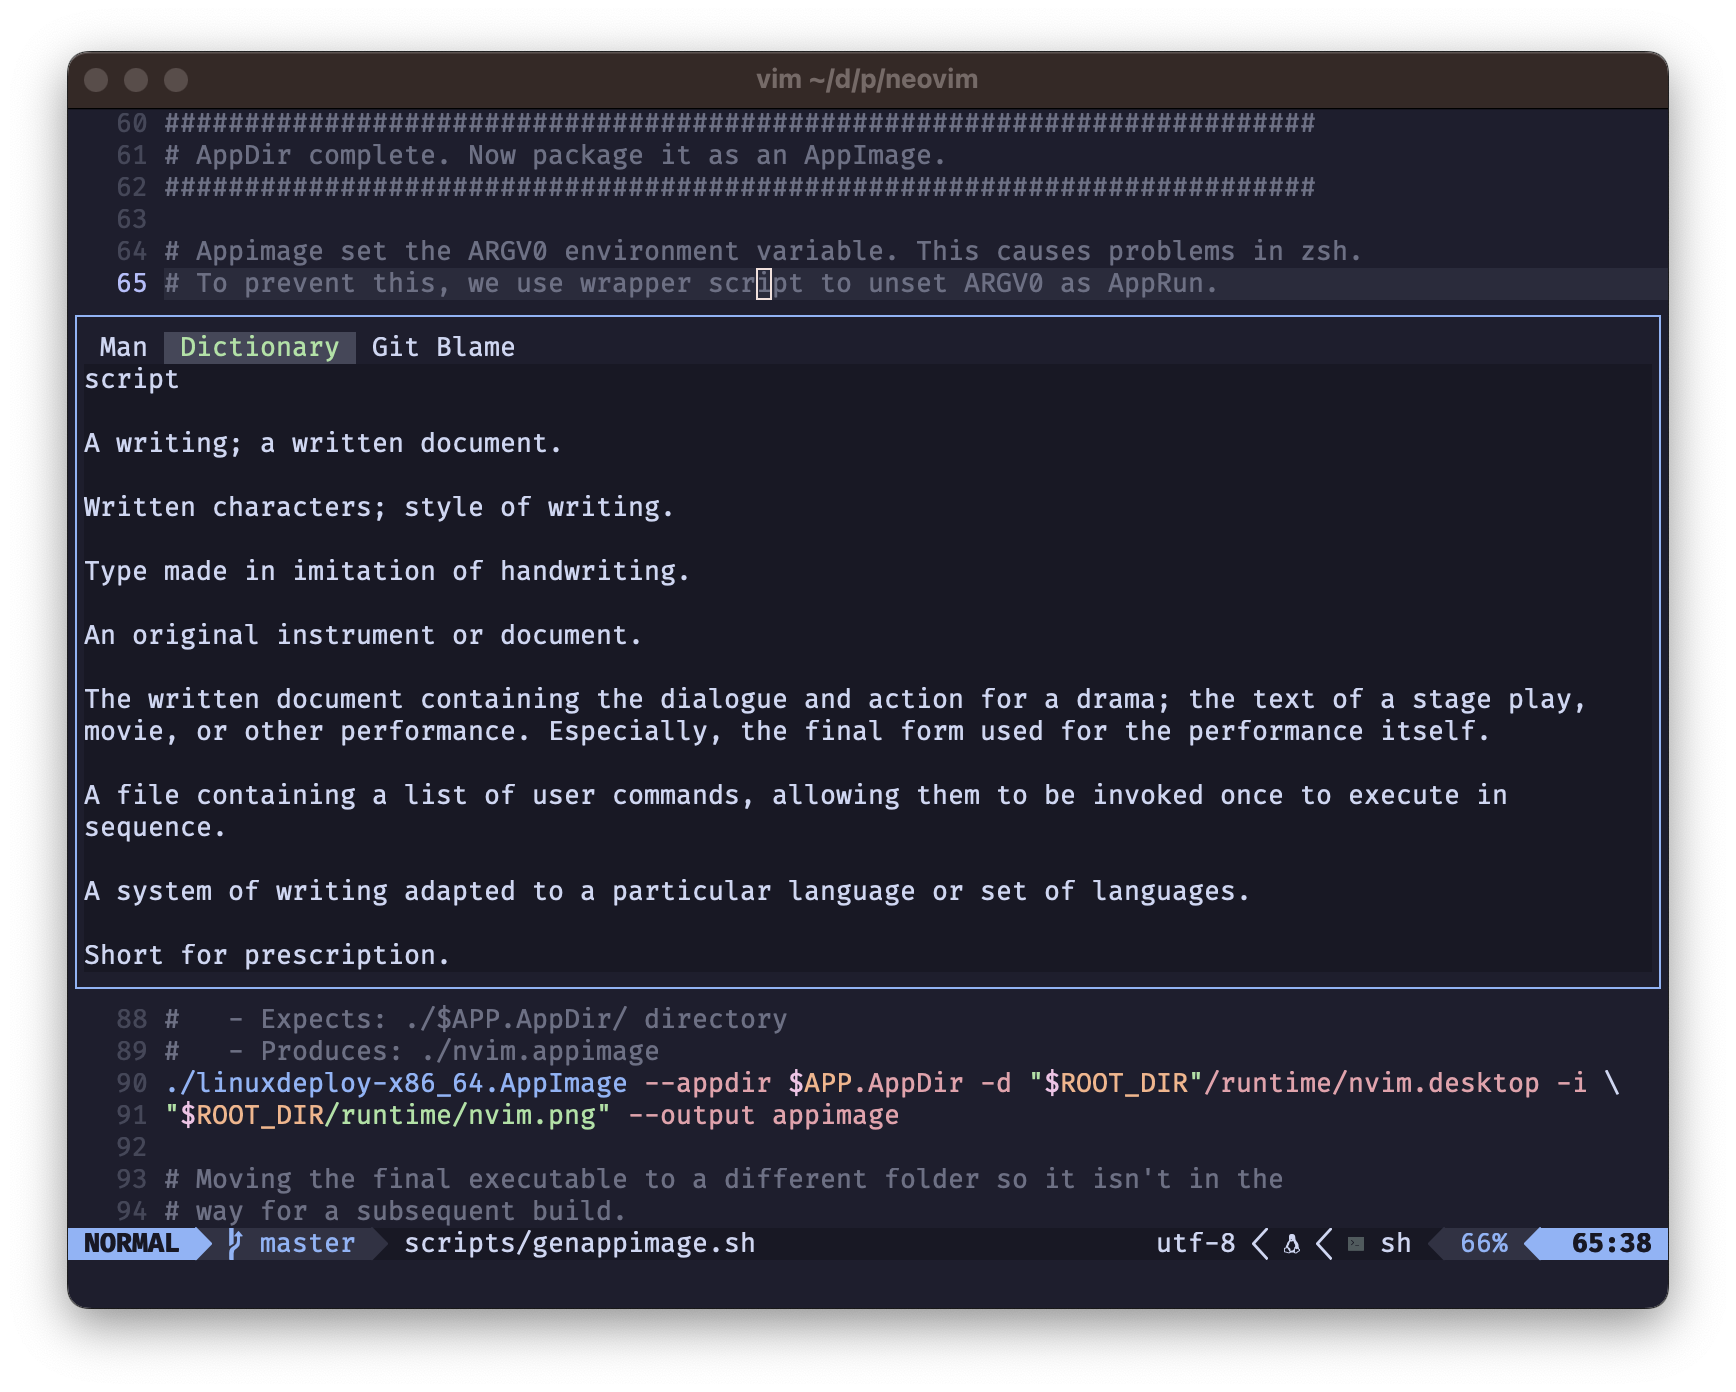 vim ~/d/p/neovim
60 ########################################################################
61 # AppDir complete. Now package it as an AppImage.
62 ########################################################################
63
64 # Appimage set the ARGV0 environment variable. This causes problems in zsh.
65 # To prevent this, we use wrapper script to unset ARGV0 as AppRun.
Man Dictionary Git Blame
script
A writing; a written document.
Written characters; style of writing.
Type made in imitation of handwriting.
An original instrument or document.
The written document containing the dialogue and action for a drama; the text of a stage play,
movie, or other performance. Especially, the final form used for the performance itself.
A file containing a list of user commands, allowing them to be invoked once to execute in
sequence.
A system of writing adapted to a particular language or set of languages.
Short for prescription.
88 #   - Expects: ./$APP.AppDir/ directory
89 #   - Produces: ./nvim.appimage
90 ./linuxdeploy-x86_64.AppImage --appdir $APP.AppDir -d "$ROOT_DIR"/runtime/nvim.desktop -i \
91 "$ROOT_DIR/runtime/nvim.png" --output appimage
92
93 # Moving the final executable to a different folder so it isn't in the
94 # way for a subsequent build.
NORMAL master scripts/genappimage.sh utf-8 sh 66% 65:38